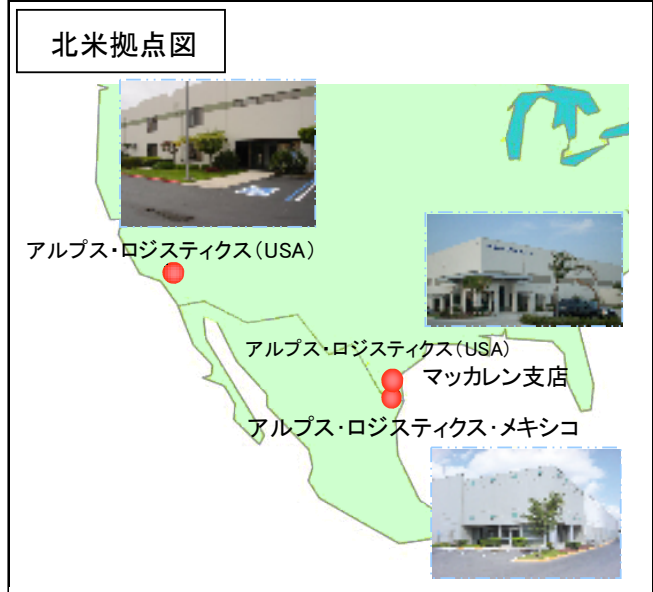 北米拠点図
アルプス・ロジスティクス（USA）
アルプス・ロジスティクス（USA）
マッカレン支店
アルプス・ロジスティクス・メキシコ